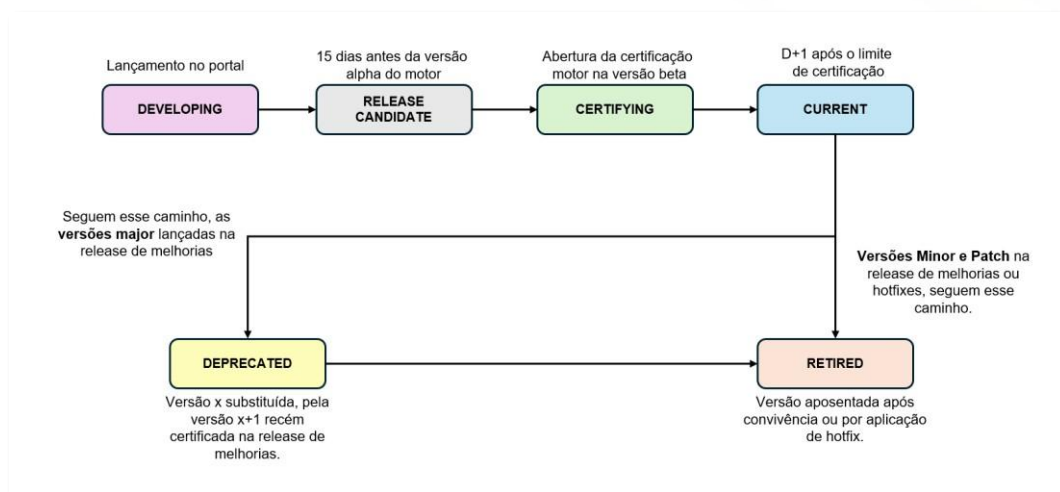 Lançamento no portal
DEVELOPING
15 dias antes da versão
alpha do motor
RELEASE
CANDIDATE
Abertura da certificação
motor na versão beta
CERTIFYING
D+1 após o limite
de certificação
CURRENT
Seguem esse caminho, as
versões major lançadas na
release de melhorias
Versões Minor e Patch na
release de melhorias ou
hotfixes, seguem esse
caminho.
DEPRECATED
Versão x substituída, pela
versão x+1 recém
certificada na release de
melhorias.
RETIRED
Versão aposentada após
convivência ou por aplicação
de hotfix.